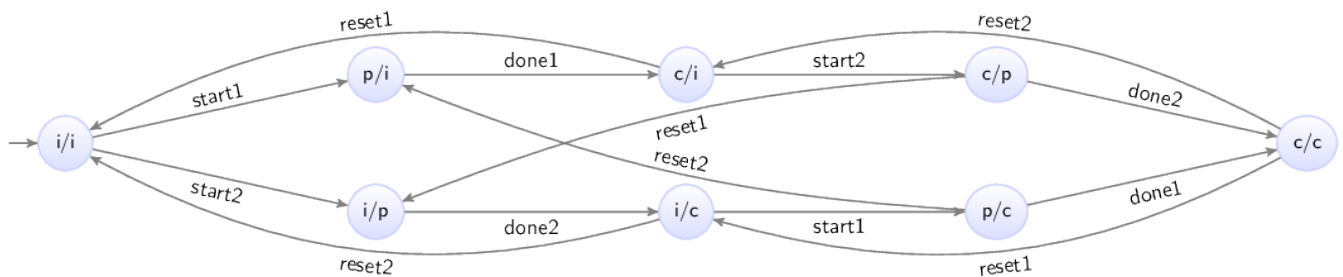 reset1
reset2
done1
start2
p/i
c/i
c/p
start1
done2
reset1
i/i
c/c
reset2
start2
done1
i/p
i/c
p/c
done2
start1
reset2
reset1